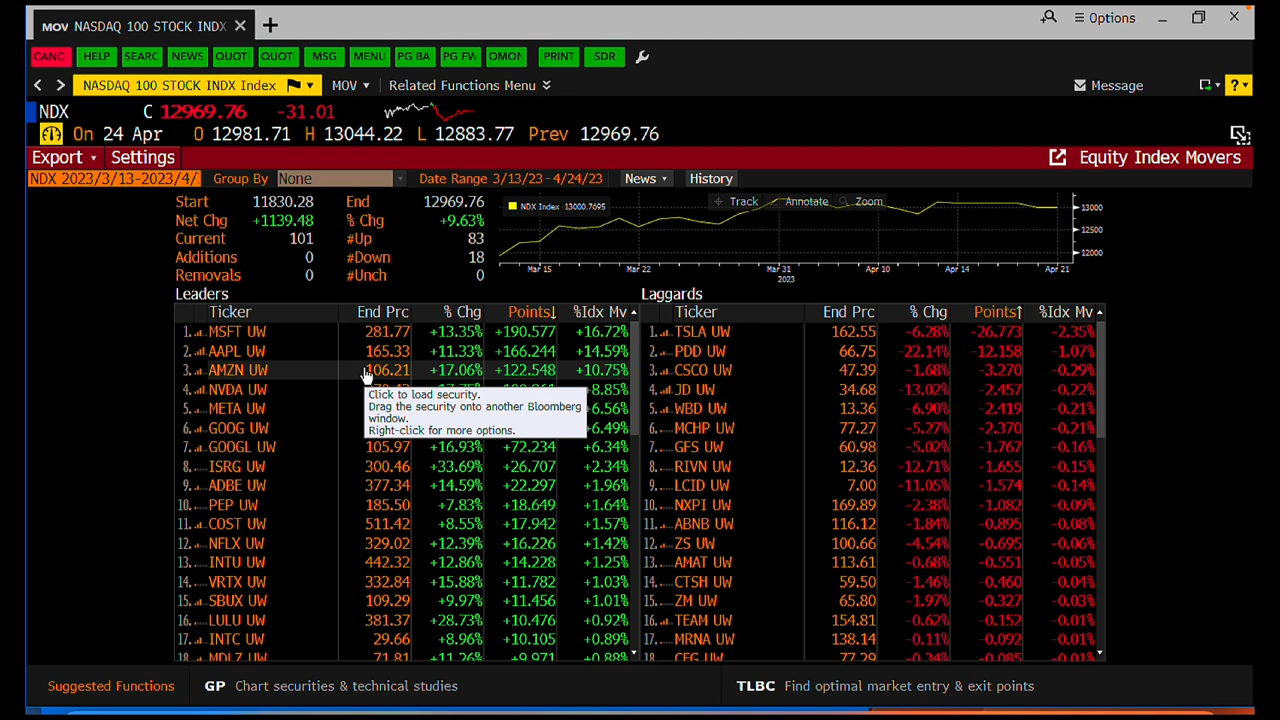 MOV NASDAQ 100 STOCK INDX × +
Options
CANC HELP SEARC NEWS QUOT QUOT MSG MENU PG BA PG FW OMON PRINT SDR
< > NASDAQ 100 STOCK INDX Index MOV Related Functions Menu Message ?
NDX C 12969.76 -31.01
On 24 Apr O 12981.71 H 13044.22 L 12883.77 Prev 12969.76
Export Settings Equity Index Movers
NDX 2023/3/13-2023/4/ Group By None Date Range 3/13/23-4/24/23 News History
Start 11830.28 End 12969.76
Net Chg +1139.48 % Chg +9.63%
Current 101 #Up 83
Additions 0 #Down 18
Removals 0 #Unch 0
NDX Index 13000.7695 Track Annotate Zoom
13000
12500
12000
Mar 15 Mar 22 Mar 31 Apr 10 Apr 14 Apr 21
2023
Leaders
Ticker End Prc % Chg Points↓ %Idx Mv
1. MSFT UW 281.77 +13.35% +190.577 +16.72%
2. AAPL UW 165.33 +11.33% +166.244 +14.59%
3. AMZN UW 106.21 +17.06% +122.548 +10.75%
4. NVDA UW +8.85%
5. META UW +6.56%
6. GOOG UW +6.49%
7. GOOGL UW 105.97 +16.93% +72.234 +6.34%
8. ISRG UW 300.46 +33.69% +26.707 +2.34%
9. ADBE UW 377.34 +14.59% +22.297 +1.96%
10. PEP UW 185.50 +7.83% +18.649 +1.64%
11. COST UW 511.42 +8.55% +17.942 +1.57%
12. NFLX UW 329.02 +12.39% +16.226 +1.42%
13. INTU UW 442.32 +12.86% +14.228 +1.25%
14. VRTX UW 332.84 +15.88% +11.782 +1.03%
15. SBUX UW 109.29 +9.97% +11.456 +1.01%
16. LULU UW 381.37 +28.73% +10.476 +0.92%
17. INTC UW 29.66 +8.96% +10.105 +0.89%
18. MDLZ UW 71.81 +11.26% +9.971 +0.88%
Click to load security.
Drag the security onto another Bloomberg
window.
Right-click for more options.
Laggards
Ticker End Prc % Chg Points↑ %Idx Mv
1. TSLA UW 162.55 -6.28% -26.773 -2.35%
2. PDD UW 66.75 -22.14% -12.158 -1.07%
3. CSCO UW 47.39 -1.68% -3.270 -0.29%
4. JD UW 34.68 -13.02% -2.457 -0.22%
5. WBD UW 13.36 -6.90% -2.419 -0.21%
6. MCHP UW 77.27 -5.27% -2.370 -0.21%
7. GFS UW 60.98 -5.02% -1.767 -0.16%
8. RIVN UW 12.36 -12.71% -1.655 -0.15%
9. LCID UW 7.00 -11.05% -1.574 -0.14%
10. NXPI UW 169.89 -2.38% -1.082 -0.09%
11. ABNB UW 116.12 -1.84% -0.895 -0.08%
12. ZS UW 100.66 -4.54% -0.695 -0.06%
13. AMAT UW 113.61 -0.68% -0.551 -0.05%
14. CTSH UW 59.50 -1.46% -0.460 -0.04%
15. ZM UW 65.80 -1.97% -0.327 -0.03%
16. TEAM UW 154.81 -0.62% -0.152 -0.01%
17. MRNA UW 138.14 -0.11% -0.092 -0.01%
18. CEG UW 77.29 -0.34% -0.085 -0.01%
Suggested Functions GP Chart securities & technical studies TLBC Find optimal market entry & exit points